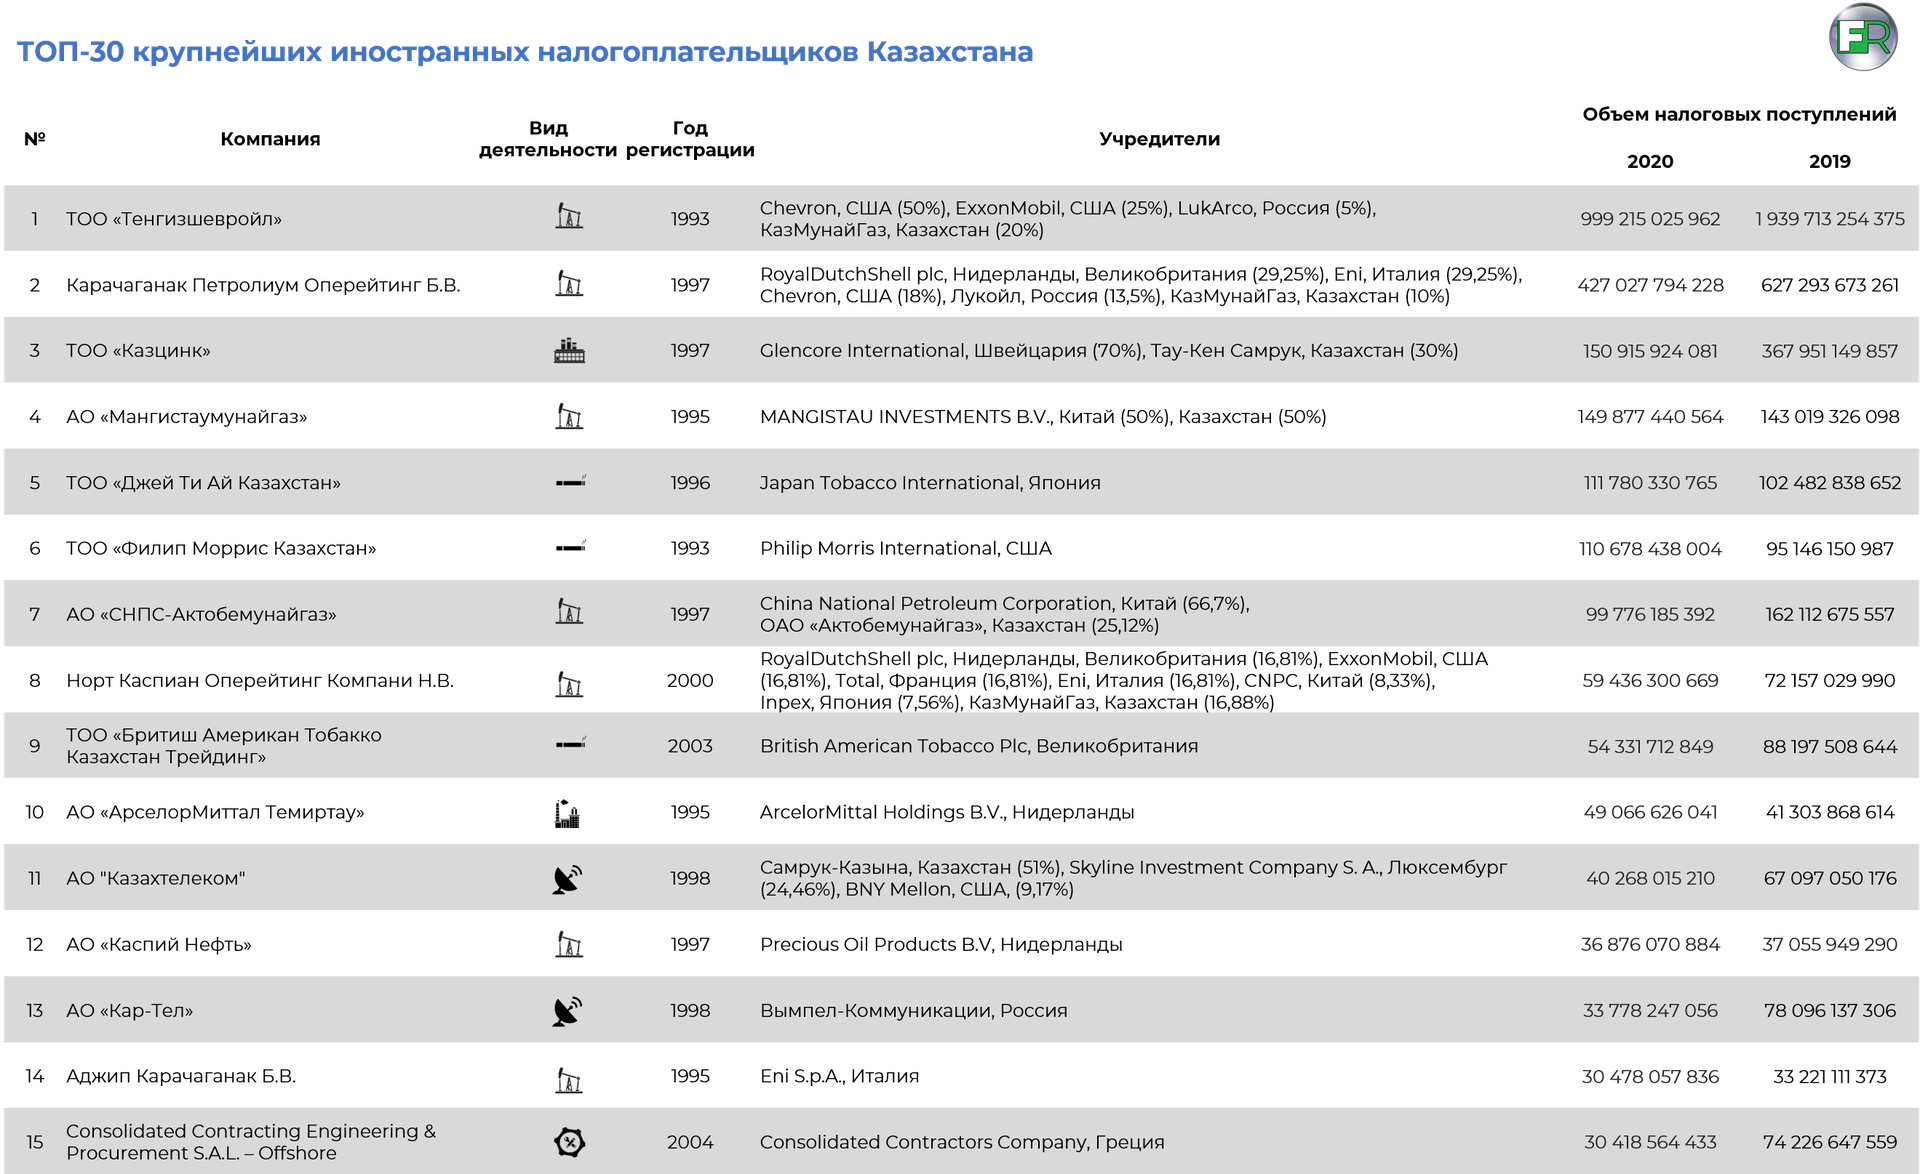 FR
ТОП-30 крупнейших иностранных налогоплательщиков Казахстана
№ Компания Вид деятельности Год регистрации Учредители Объем налоговых поступлений
2020 2019
1 ТОО «Тенгизшевройл» 1993 Chevron, США (50%), ExxonMobil, США (25%), LukArco, Россия (5%),
КазМунайГаз, Казахстан (20%) 999 215 025 962 1 939 713 254 375
2 Карачаганак Петролиум Оперейтинг Б.В. 1997 RoyalDutchShell plc, Нидерланды, Великобритания (29,25%), Eni, Италия (29,25%),
Chevron, США (18%), Лукойл, Россия (13,5%), КазМунайГаз, Казахстан (10%) 427 027 794 228 627 293 673 261
3 ТОО «Казцинк» 1997 Glencore International, Швейцария (70%), Тау-Кен Самрук, Казахстан (30%) 150 915 924 081 367 951 149 857
4 АО «Мангистаумунайгаз» 1995 MANGISTAU INVESTMENTS B.V., Китай (50%), Казахстан (50%) 149 877 440 564 143 019 326 098
5 ТОО «Джей Ти Ай Казахстан» 1996 Japan Tobacco International, Япония 111 780 330 765 102 482 838 652
6 ТОО «Филип Моррис Казахстан» 1993 Philip Morris International, США 110 678 438 004 95 146 150 987
7 АО «СНПС-Актобемунайгаз» 1997 China National Petroleum Corporation, Китай (66,7%),
ОАО «Актобемунайгаз», Казахстан (25,12%) 99 776 185 392 162 112 675 557
8 Норт Каспиан Оперейтинг Компани Н.В. 2000 RoyalDutchShell plc, Нидерланды, Великобритания (16,81%), ExxonMobil, США
(16,81%), Total, Франция (16,81%), Eni, Италия (16,81%), CNPC, Китай (8,33%),
Inpex, Япония (7,56%), КазМунайГаз, Казахстан (16,88%) 59 436 300 669 72 157 029 990
9 ТОО «Бритиш Американ Тобакко
Казахстан Трейдинг» 2003 British American Tobacco Plc, Великобритания 54 331 712 849 88 197 508 644
10 АО «АрселорМиттал Темиртау» 1995 ArcelorMittal Holdings B.V., Нидерланды 49 066 626 041 41 303 868 614
11 АО "Казахтелеком" 1998 Самрук-Казына, Казахстан (51%), Skyline Investment Company S. A., Люксембург
(24,46%), BNY Mellon, США, (9,17%) 40 268 015 210 67 097 050 176
12 АО «Каспий Нефть» 1997 Precious Oil Products B.V, Нидерланды 36 876 070 884 37 055 949 290
13 АО «Кар-Тел» 1998 Вымпел-Коммуникации, Россия 33 778 247 056 78 096 137 306
14 Аджип Карачаганак Б.В. 1995 Eni S.p.A., Италия 30 478 057 836 33 221 111 373
15 Consolidated Contracting Engineering &
Procurement S.A.L. – Offshore 2004 Consolidated Contractors Company, Греция 30 418 564 433 74 226 647 559